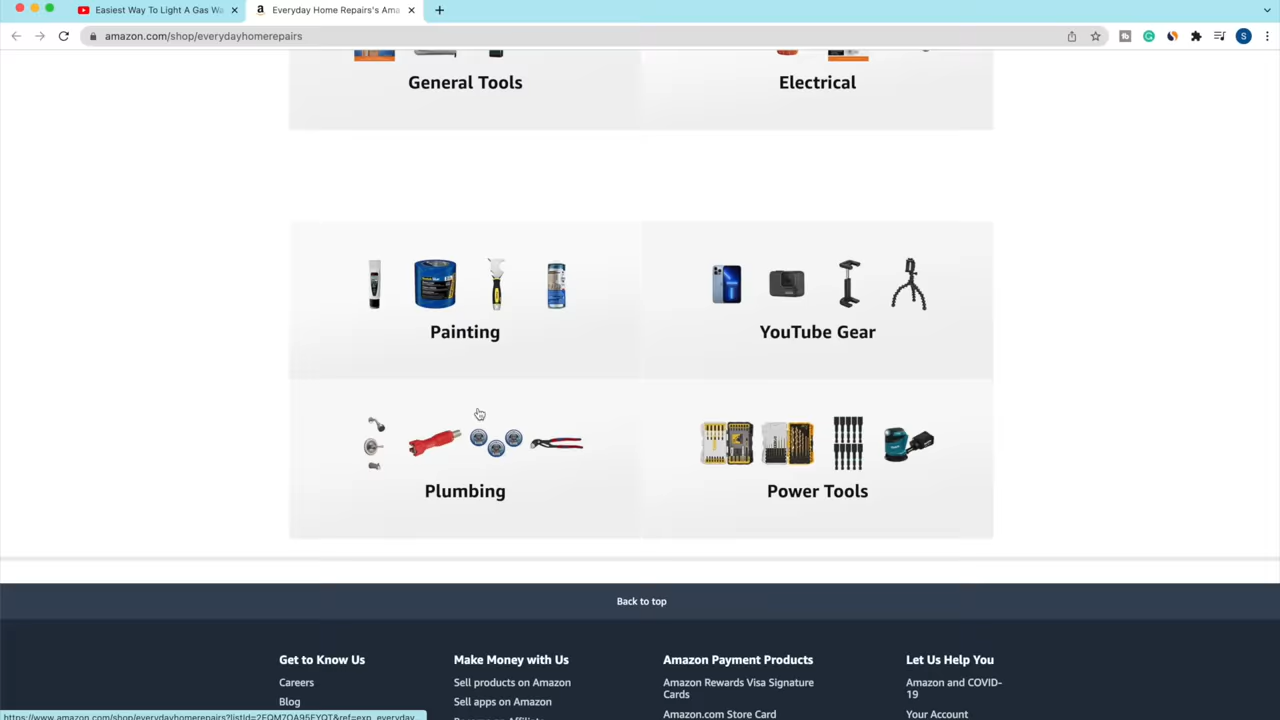 Easiest Way To Light A Gas Wa
Everyday Home Repairs's Ama
amazon.com/shop/everydayhomerepairs
S
General Tools
Electrical
Painting
YouTube Gear
Plumbing
Power Tools
Back to top
Get to Know Us
Make Money with Us
Amazon Payment Products
Let Us Help You
Careers
Sell products on Amazon
Amazon Rewards Visa Signature
Cards
Amazon and COVID-
19
Blog
Sell apps on Amazon
Amazon.com Store Card
Your Account
https://www.amazon.com/shop/everydayhomerepairs?listId=2FQM7OA95EYQT&ref=exp_everyday...